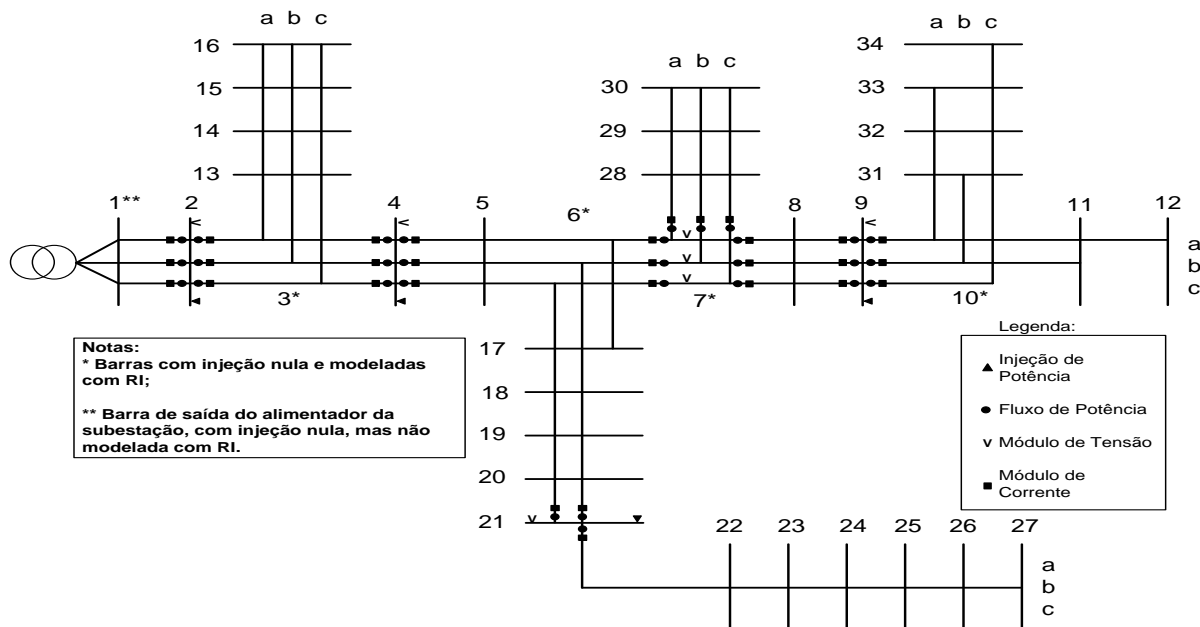 a b c
16
15
14
13
a b c
30
29
28
a b c
34
33
32
31
1**
2
4
5
6*
8
9
11
12
3*
7*
10*
a
b
c
17
18
19
20
21
22 23 24 25 26 27
a
b
c
Notas:
* Barras com injeção nula e modeladas
com RI;
** Barra de saída do alimentador da
subestação, com injeção nula, mas não
modelada com RI.
Legenda:
Injeção de
Potência
Fluxo de Potência
Módulo de Tensão
Módulo de
Corrente